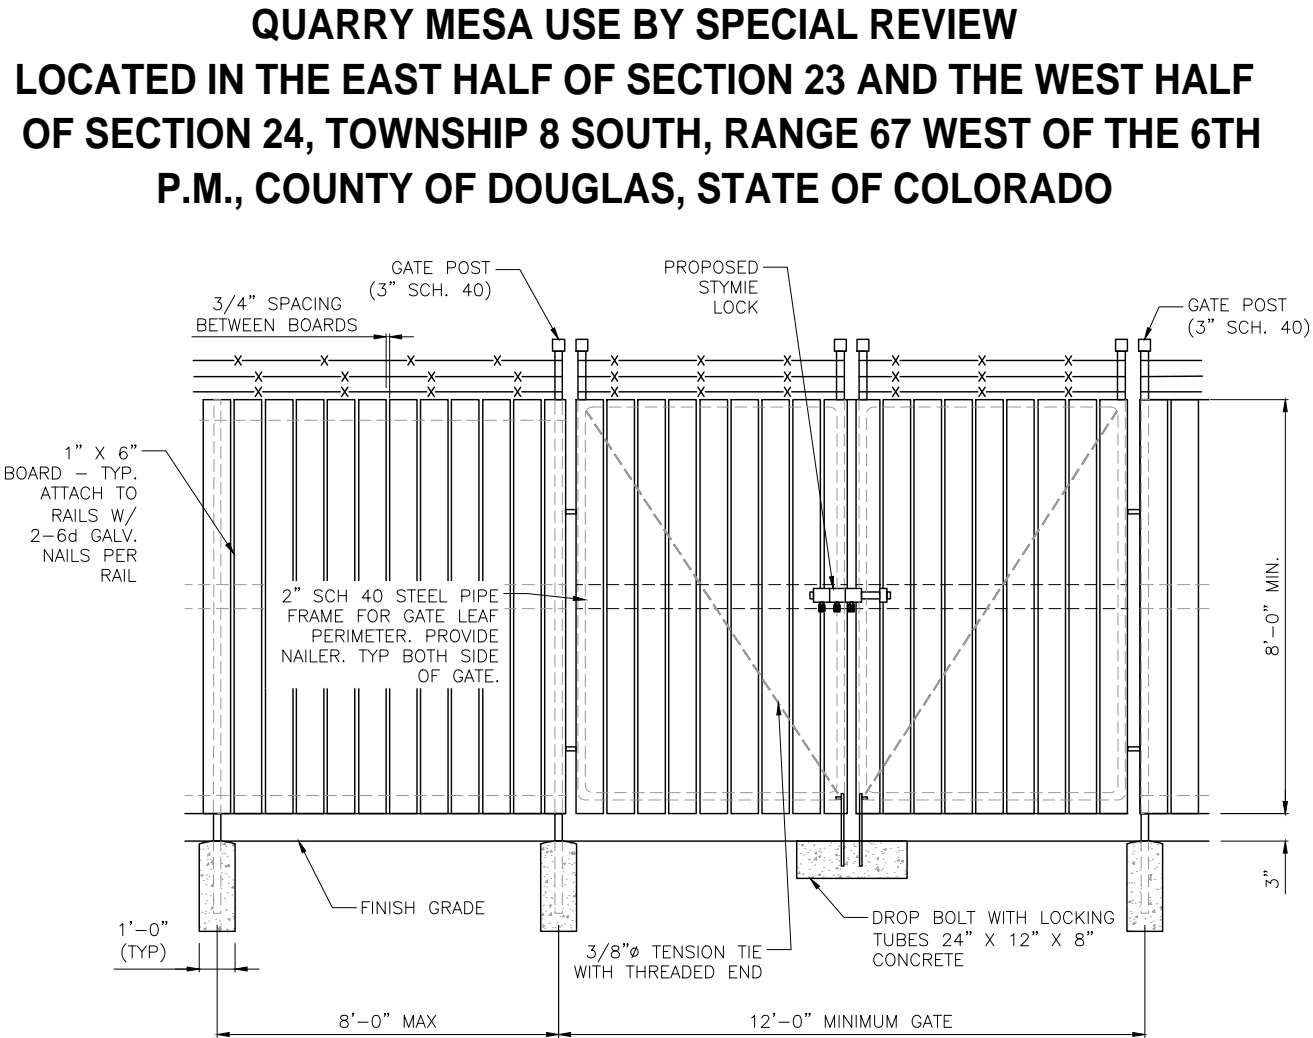 QUARRY MESA USE BY SPECIAL REVIEW
LOCATED IN THE EAST HALF OF SECTION 23 AND THE WEST HALF
OF SECTION 24, TOWNSHIP 8 SOUTH, RANGE 67 WEST OF THE 6TH
P.M., COUNTY OF DOUGLAS, STATE OF COLORADO
GATE POST
(3" SCH. 40)
PROPOSED
STYMIE
LOCK
GATE POST
(3" SCH. 40)
3/4" SPACING
BETWEEN BOARDS
1" X 6"
BOARD – TYP.
ATTACH TO
RAILS W/
2–6d GALV.
NAILS PER
RAIL
2" SCH 40 STEEL PIPE
FRAME FOR GATE LEAF
PERIMETER. PROVIDE
NAILER. TYP BOTH SIDE
OF GATE.
8'–0" MIN.
3"
FINISH GRADE
1'–0"
(TYP)
3/8"ø TENSION TIE
WITH THREADED END
DROP BOLT WITH LOCKING
TUBES 24" X 12" X 8"
CONCRETE
8'–0" MAX
12'–0" MINIMUM GATE